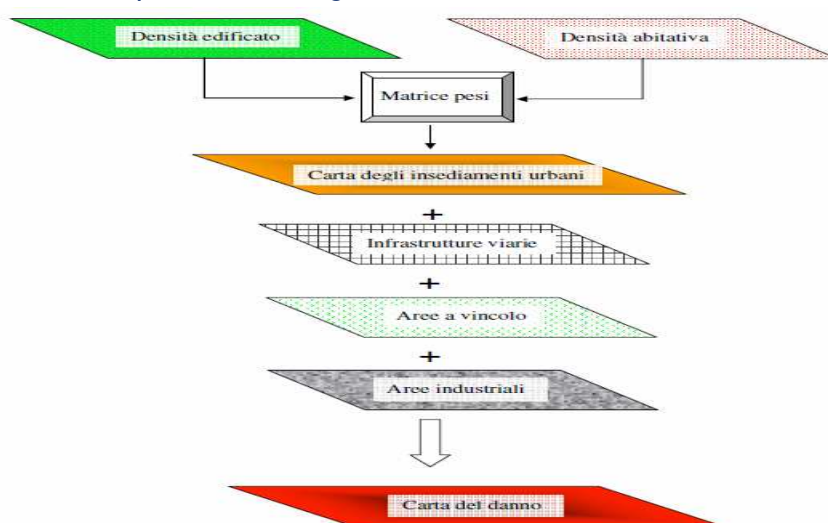 Densità edificato
Densità abitativa
Matrice pesi
Carta degli insediamenti urbani
+
Infrastrutture viarie
+
Aree a vincolo
+
Aree industriali
Carta del danno